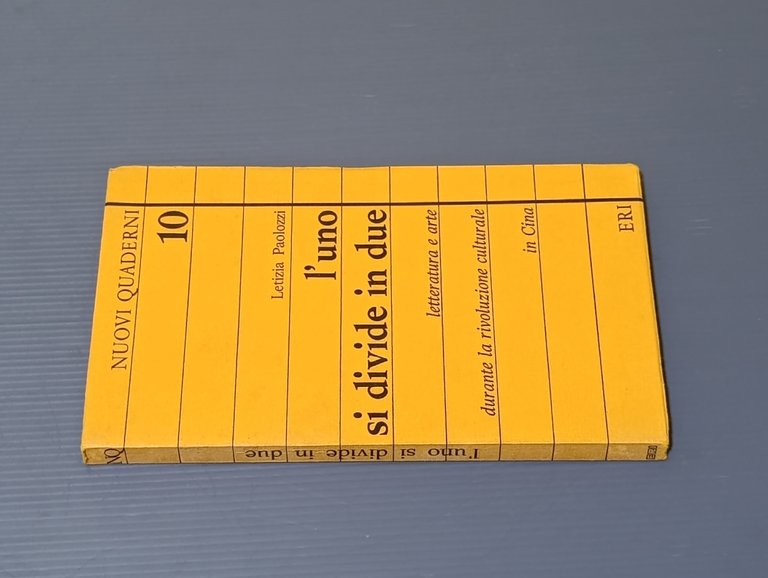 NUOVI QUADERNI
10
Letizia Paolozzi
l'uno
si divide in due
letteratura e arte
durante la rivoluzione culturale
in Cina
ERI
NQ
l'uno si divide in due